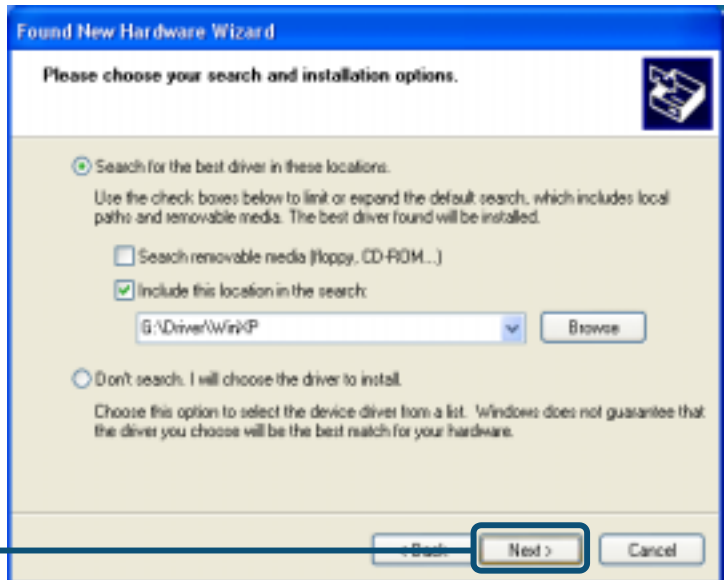 Found New Hardware Wizard
Please choose your search and installation options.
Search for the best driver in these locations.
Use the check boxes below to limit or expand the default search, which includes local
paths and removable media. The best driver found will be installed.
Search removable media (floppy, CD-ROM...)
Include this location in the search:
G:\Driver\WinXP
Browse
Don't search. I will choose the driver to install.
Choose this option to select the device driver from a list. Windows does not guarantee that
the driver you choose will be the best match for your hardware.
< Back
Next >
Cancel